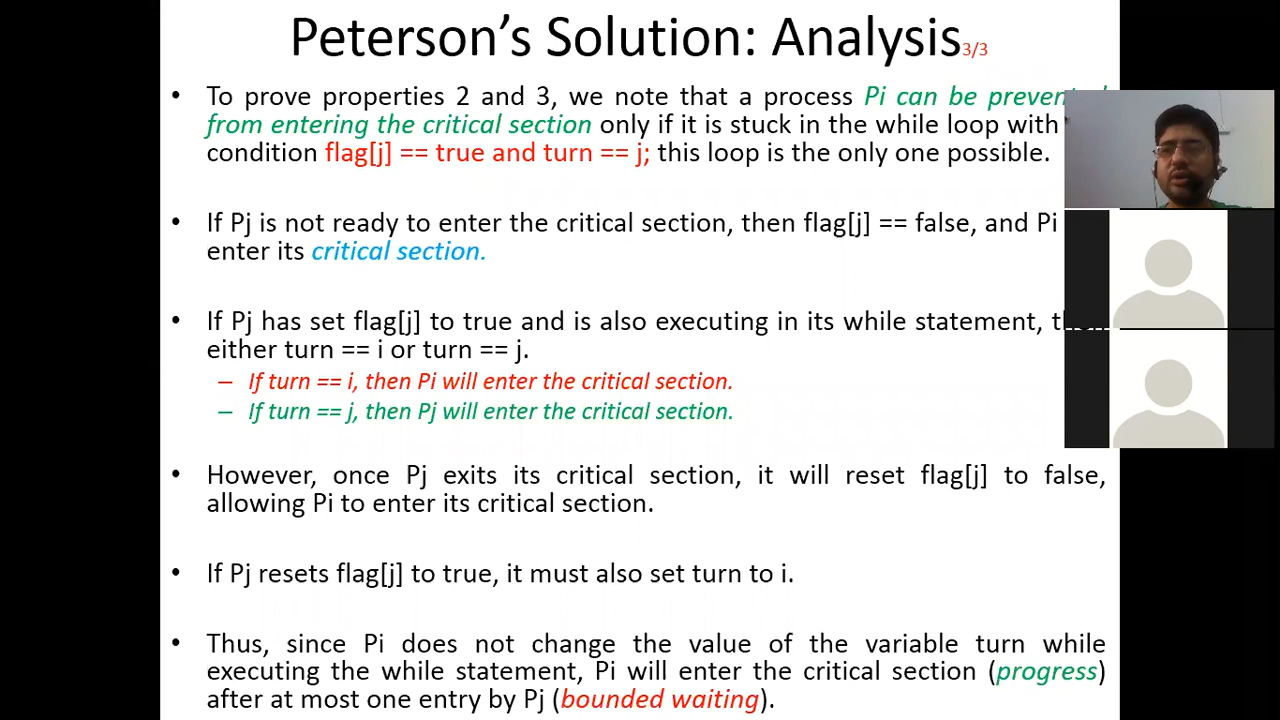 Peterson’s Solution: Analysis3/3
• To prove properties 2 and 3, we note that a process Pi can be prevented
from entering the critical section only if it is stuck in the while loop with
condition flag[j] == true and turn == j; this loop is the only one possible.
• If Pj is not ready to enter the critical section, then flag[j] == false, and Pi
enter its critical section.
• If Pj has set flag[j] to true and is also executing in its while statement, then
either turn == i or turn == j.
– If turn == i, then Pi will enter the critical section.
– If turn == j, then Pj will enter the critical section.
• However, once Pj exits its critical section, it will reset flag[j] to false,
allowing Pi to enter its critical section.
• If Pj resets flag[j] to true, it must also set turn to i.
• Thus, since Pi does not change the value of the variable turn while
executing the while statement, Pi will enter the critical section (progress)
after at most one entry by Pj (bounded waiting).